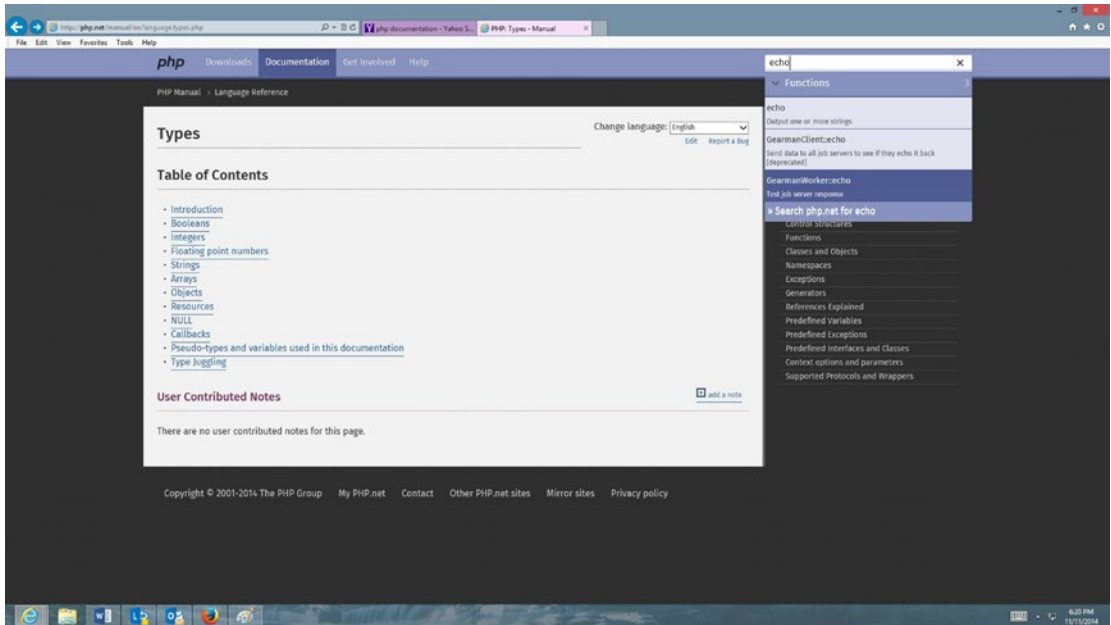 http://php.net/manual/en/language.types.php
php documentation - Yahoo S...
PHP: Types - Manual
File Edit View Favorites Tools Help
php Downloads Documentation Get Involved Help
echo
PHP Manual › Language Reference
Functions 3
echo
Output one or more strings
GearmanClient::echo
Send data to all job servers to see if they echo it back
[deprecated]
GearmanWorker::echo
Test job server response
» Search php.net for echo
Control Structures
Functions
Classes and Objects
Namespaces
Exceptions
Generators
References Explained
Predefined Variables
Predefined Exceptions
Predefined Interfaces and Classes
Context options and parameters
Supported Protocols and Wrappers
Types
Change language: English
Edit Report a Bug
Table of Contents
• Introduction
• Booleans
• Integers
• Floating point numbers
• Strings
• Arrays
• Objects
• Resources
• NULL
• Callbacks
• Pseudo-types and variables used in this documentation
• Type Juggling
User Contributed Notes
add a note
There are no user contributed notes for this page.
Copyright © 2001-2014 The PHP Group My PHP.net Contact Other PHP.net sites Mirror sites Privacy policy
6:20 PM
11/11/2014